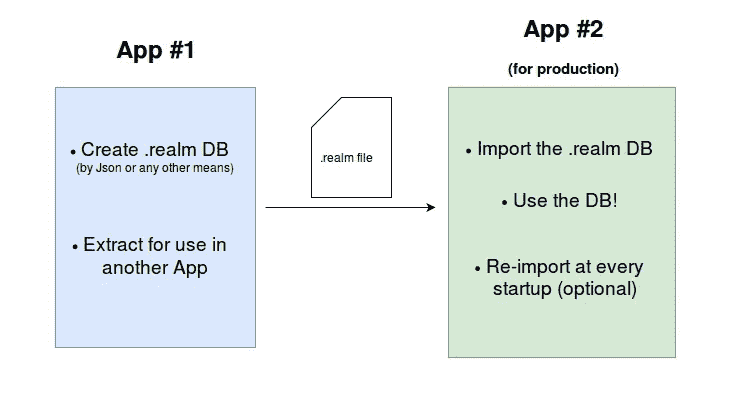 App #1
• Create .realm DB
(by Json or any other means)
• Extract for use in
another App
.realm file
App #2
(for production)
• Import the .realm DB
• Use the DB!
• Re-import at every
startup (optional)